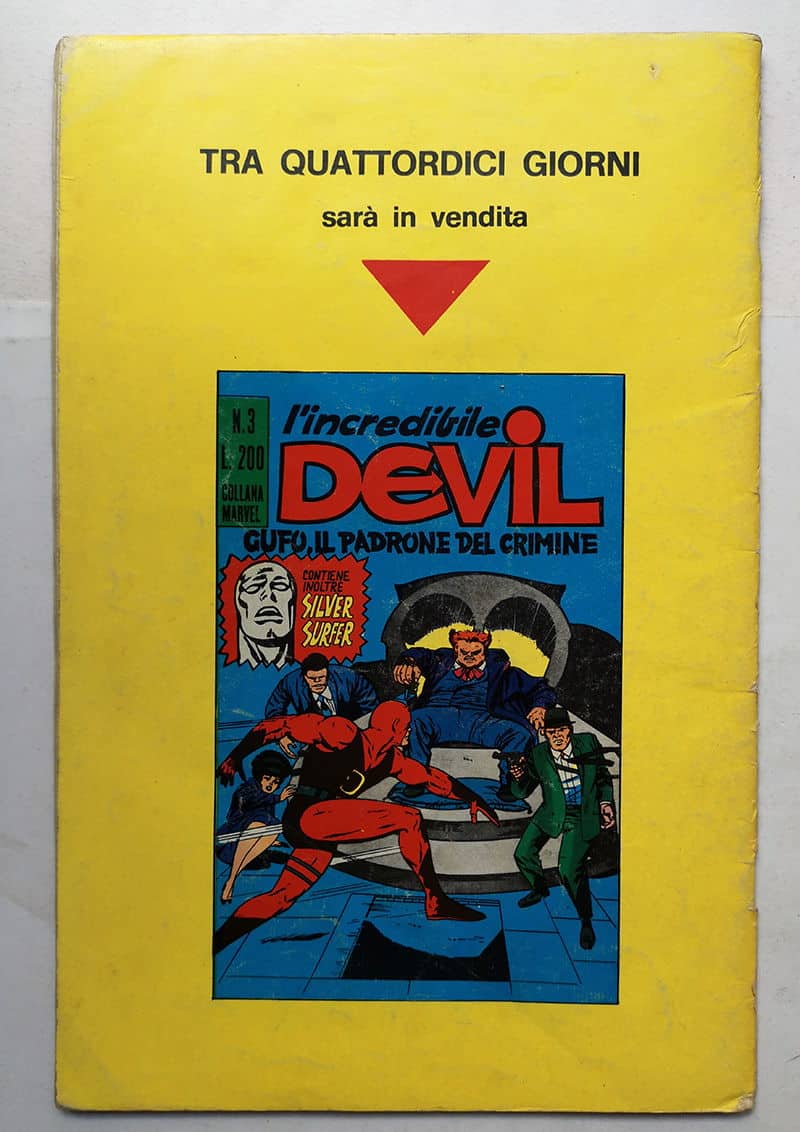 TRA QUATTORDICI GIORNI
sarà in vendita
N.3
L. 200
COLLANA
MARVEL
l'incredibile
DEVIL
GUFO, IL PADRONE DEL CRIMINE
CONTIENE
INOLTRE
SILVER
SURFER